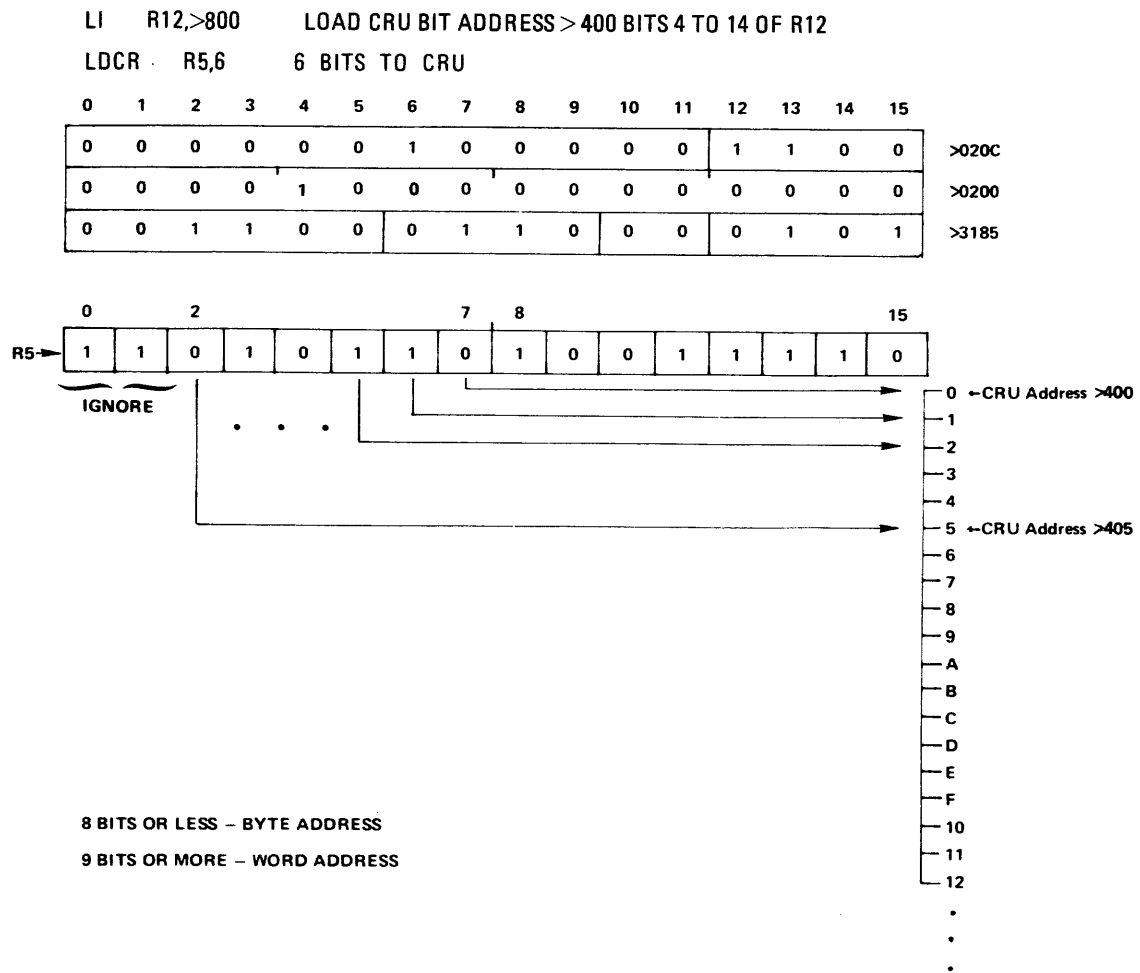 LI R12,>800 LOAD CRU BIT ADDRESS > 400 BITS 4 TO 14 OF R12
LDCR R5,6 6 BITS TO CRU
0 1 2 3 4 5 6 7 8 9 10 11 12 13 14 15
0 0 0 0 0 0 1 0 0 0 0 0 1 1 0 0 >020C
0 0 0 0 1 0 0 0 0 0 0 0 0 0 0 0 >0200
0 0 1 1 0 0 0 1 1 0 0 0 0 1 0 1 >3185
0 2 7 8 15
R5 1 1 0 1 0 1 1 0 1 0 0 1 1 1 1 0
IGNORE
0 ←CRU Address >400
1
. . .
2
3
4
5 ←CRU Address >405
6
7
8
9
A
B
C
D
E
F
8 BITS OR LESS – BYTE ADDRESS
10
9 BITS OR MORE – WORD ADDRESS
11
12
.
.
.